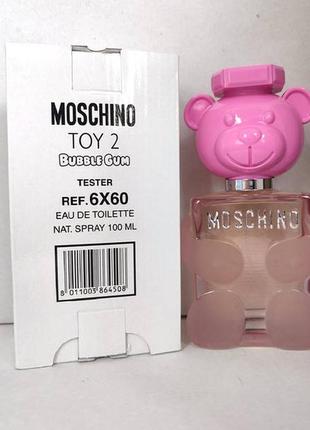 MOSCHINO
TOY 2
BUBBLE GUM
TESTER
REF.6X60
EAU DE TOILETTE
NAT. SPRAY 100 ML
8 011003 864508
MOSCHINO